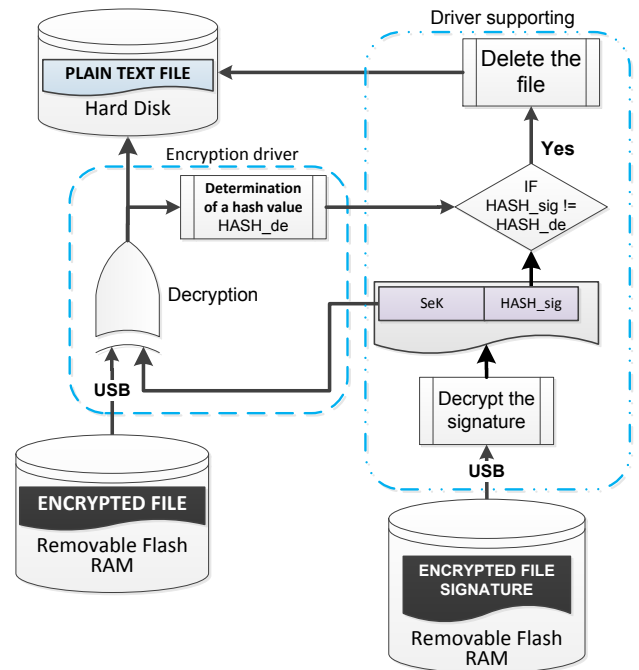 Driver supporting
PLAIN TEXT FILE
Hard Disk
Delete the
file
Yes
Encryption driver
Determination
of a hash value
HASH_de
IF
HASH_sig !=
HASH_de
Decryption
SeK
HASH_sig
USB
Decrypt the
signature
USB
ENCRYPTED FILE
Removable Flash
RAM
ENCRYPTED FILE
SIGNATURE
Removable Flash
RAM